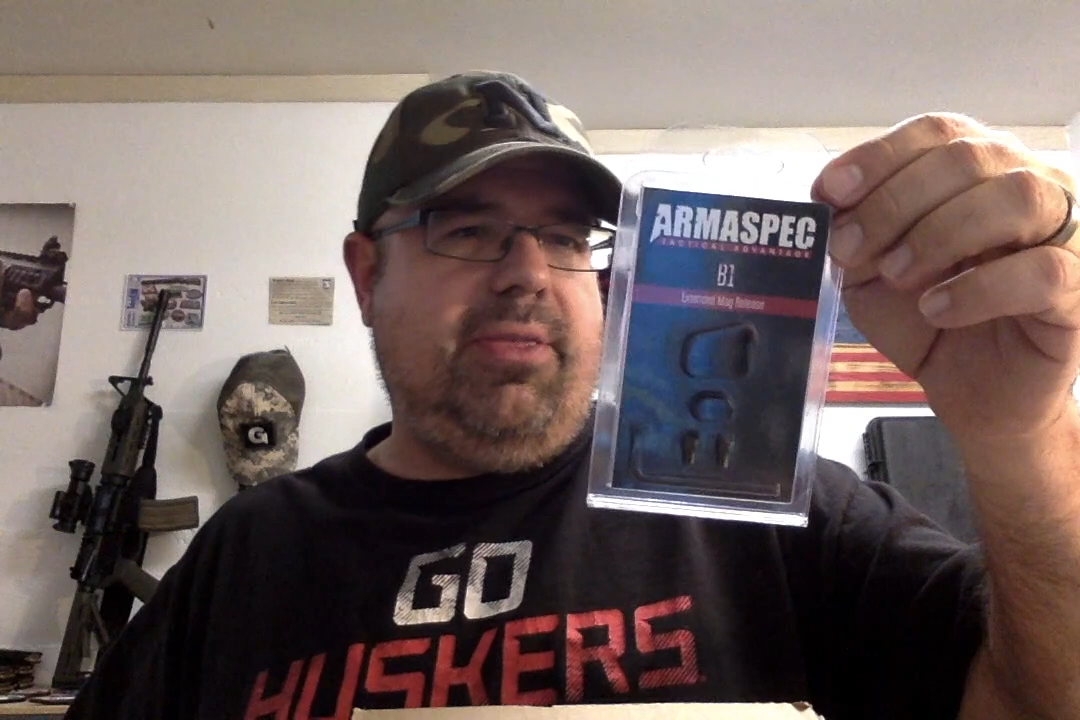 ARMASPEC
TACTICAL ADVANTAGE
B1
Extended Mag Release
GO
HUSKERS.